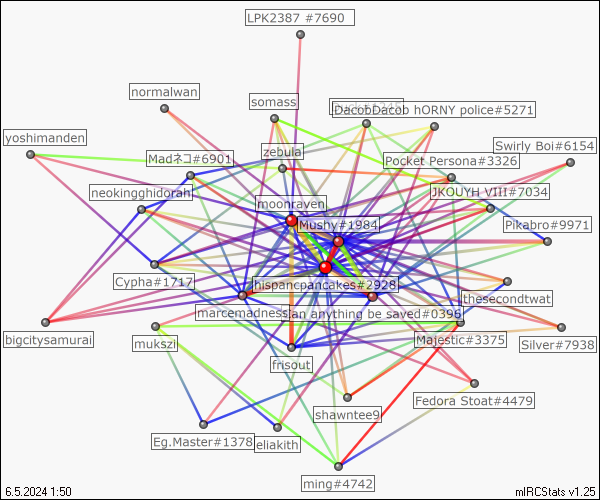 LPK2387 #7690
normalwan
somass
DacobDacob hORNY police#5271
yoshimanden
zebula
Swirly Boi#6154
Madネコ#6901
Pocket Persona#3326
neokingghidorah
JKOUYH VIII#7034
moonraven
Mushy#1984
Pikabro#9971
Cypha#1717
hispancpancakes#2928
thesecondtwat
marcemadness
an anything be saved#0396
bigcitysamurai
mukszi
Majestic#3375
Silver#7938
frisout
Fedora Stoat#4479
shawntee9
Eg.Master#1378
eliakith
ming#4742
6.5.2024 1:50
mIRCStats v1.25